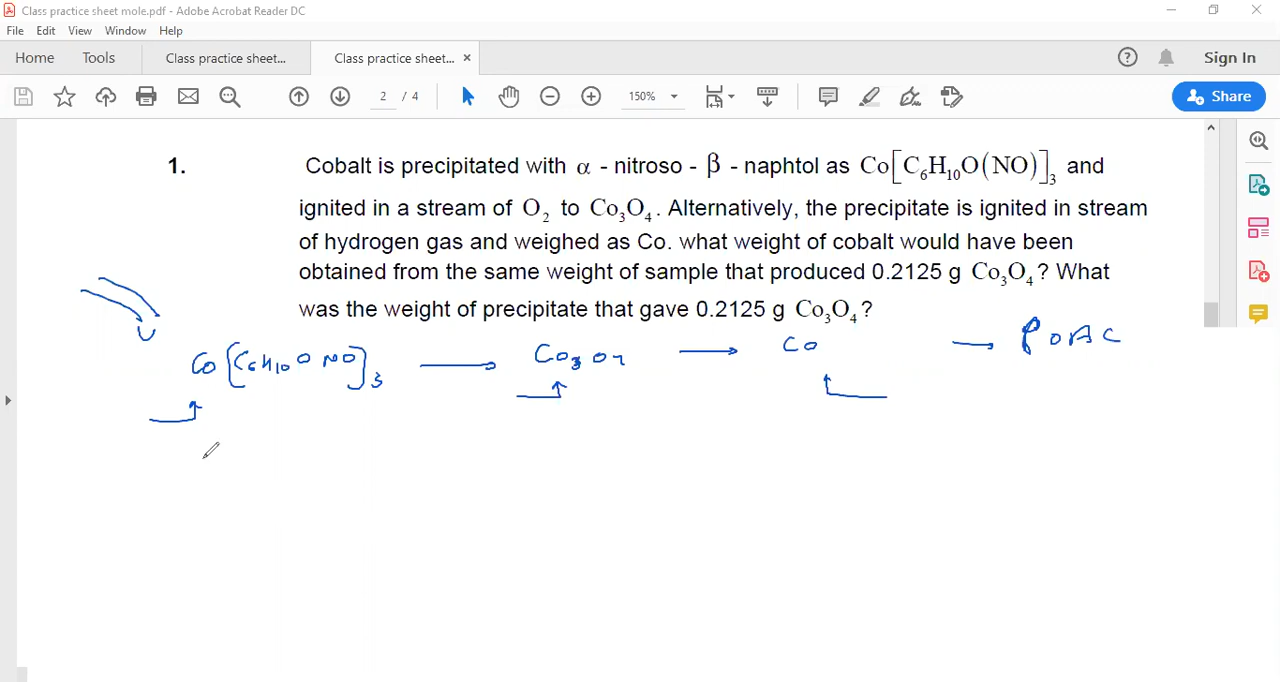 Class practice sheet mole.pdf - Adobe Acrobat Reader DC
File Edit View Window Help
Home Tools Class practice sheet... Class practice sheet... × Sign In
2 / 4 150% Share
1. Cobalt is precipitated with α - nitroso - β - naphtol as Co[C₆H₁₀O(NO)]₃ and
ignited in a stream of O₂ to Co₃O₄. Alternatively, the precipitate is ignited in stream
of hydrogen gas and weighed as Co. what weight of cobalt would have been
obtained from the same weight of sample that produced 0.2125 g Co₃O₄? What
was the weight of precipitate that gave 0.2125 g Co₃O₄?
Co[C₆H₁₀O NO]₃ → Co₃O₄ → Co → POAC